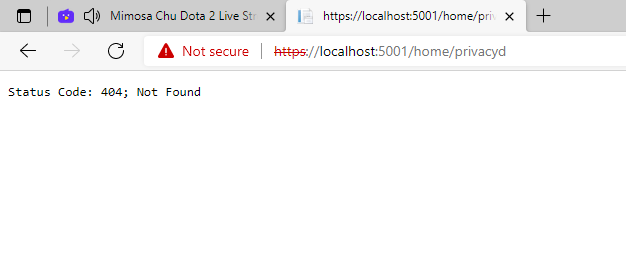 Mimosa Chu Dota 2 Live Str
https://localhost:5001/home/priv
Not secure
https://localhost:5001/home/privacyd
Status Code: 404; Not Found